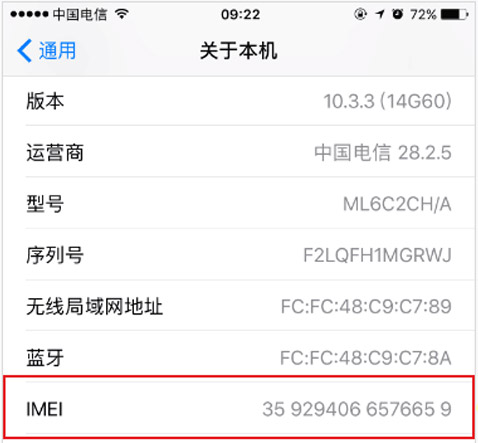 中国电信 09:22 72%
通用 关于本机
版本 10.3.3 (14G60)
运营商 中国电信 28.2.5
型号 ML6C2CH/A
序列号 F2LQFH1MGRWJ
无线局域网地址 FC:FC:48:C9:C7:89
蓝牙 FC:FC:48:C9:C7:8A
IMEI 35 929406 657665 9